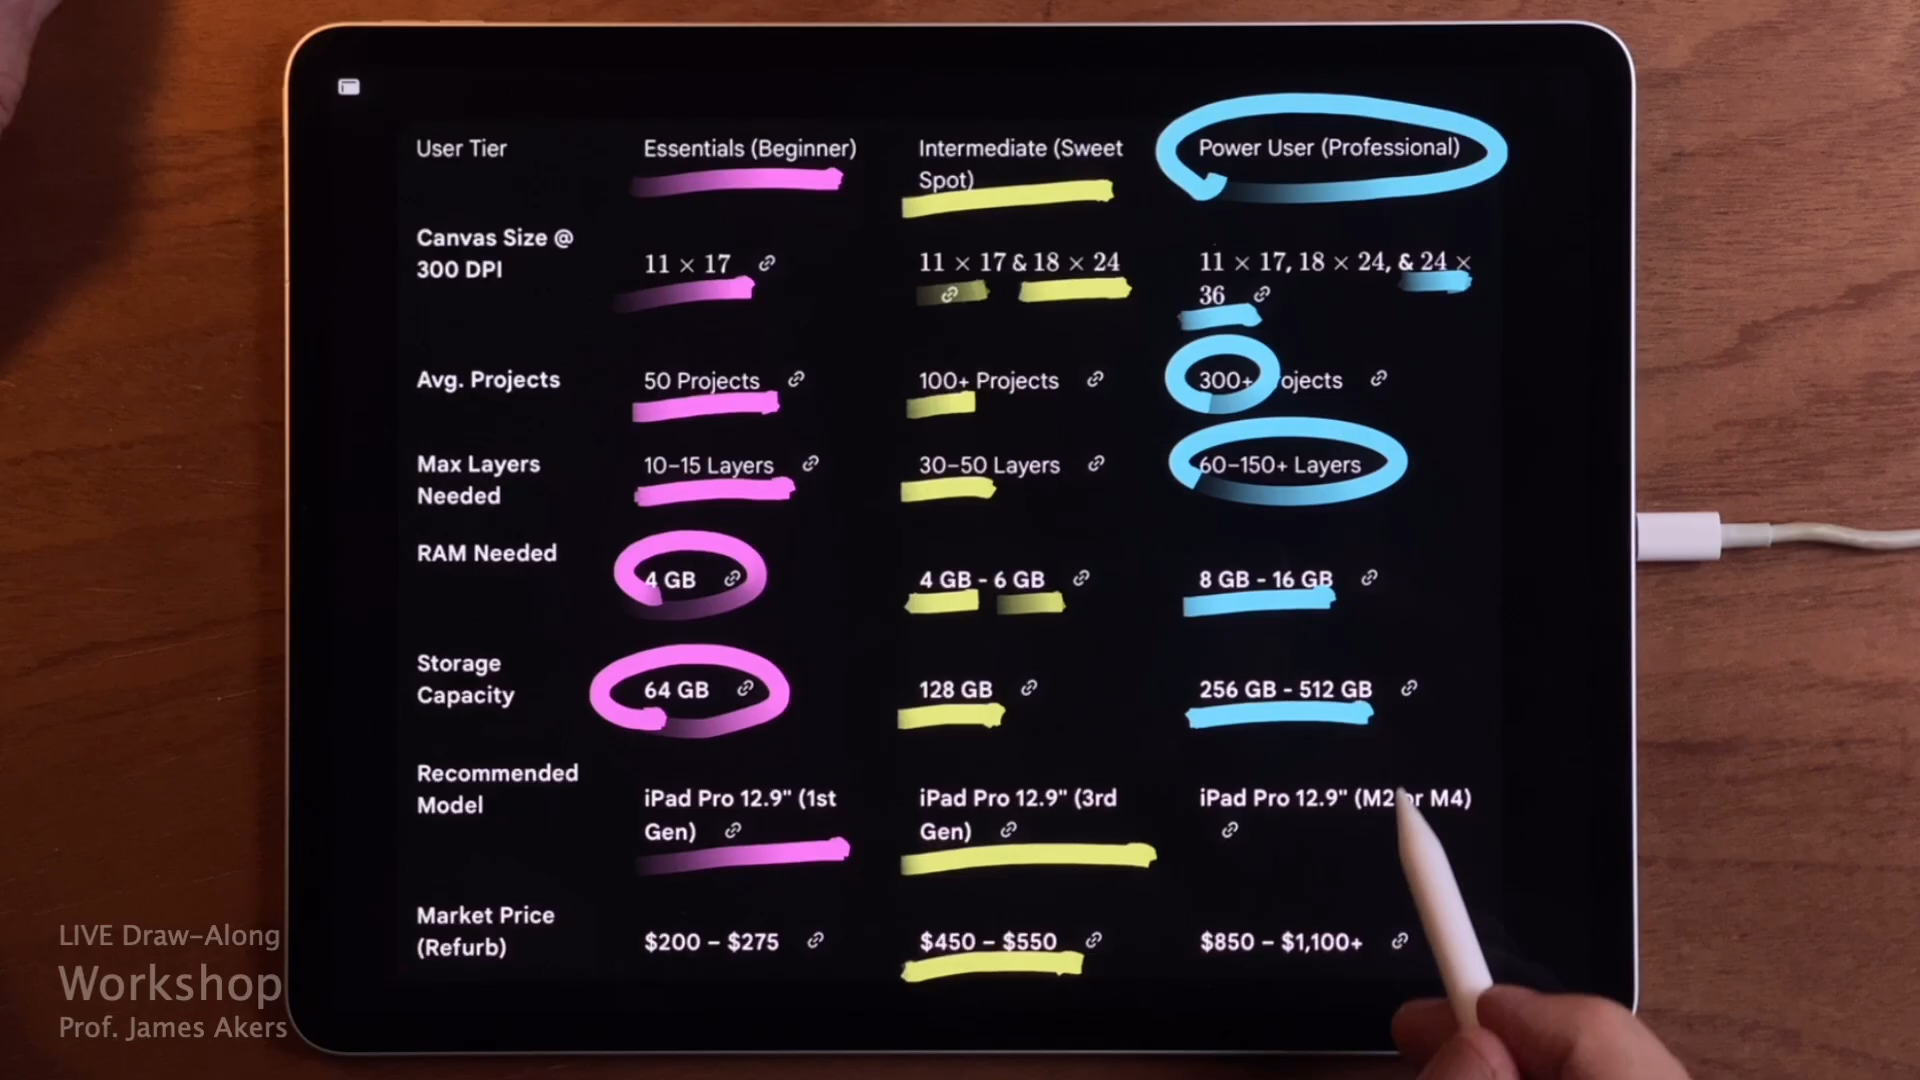 User Tier
Essentials (Beginner)
Intermediate (Sweet
Spot)
Power User (Professional)
Canvas Size @
300 DPI
11 × 17
11 × 17 & 18 × 24
11 × 17, 18 × 24, & 24 ×
36
Avg. Projects
50 Projects
100+ Projects
300+ ojects
Max Layers
Needed
10–15 Layers
30–50 Layers
60–150+ Layers
RAM Needed
4 GB
4 GB - 6 GB
8 GB - 16 GB
Storage
Capacity
64 GB
128 GB
256 GB - 512 GB
Recommended
Model
iPad Pro 12.9" (1st
Gen)
iPad Pro 12.9" (3rd
Gen)
iPad Pro 12.9" (M2 or M4)
Market Price
(Refurb)
$200 – $275
$450 – $550
$850 – $1,100+
LIVE Draw-Along
Workshop
Prof. James Akers